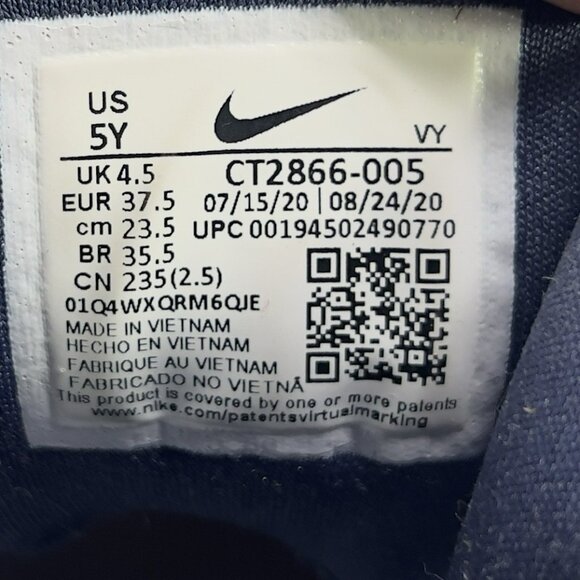 US
5Y
VY
UK 4.5
CT2866-005
EUR 37.5
07/15/20 | 08/24/20
cm 23.5
UPC 00194502490770
BR 35.5
CN 235(2.5)
01Q4WXQRM6QJE
MADE IN VIETNAM
HECHO EN VIETNAM
FABRIQUE AU VIETNAM
FABRICADO NO VIETNÃ
This product is covered by one or more patents
www.nike.com/patentsvirtualmarking